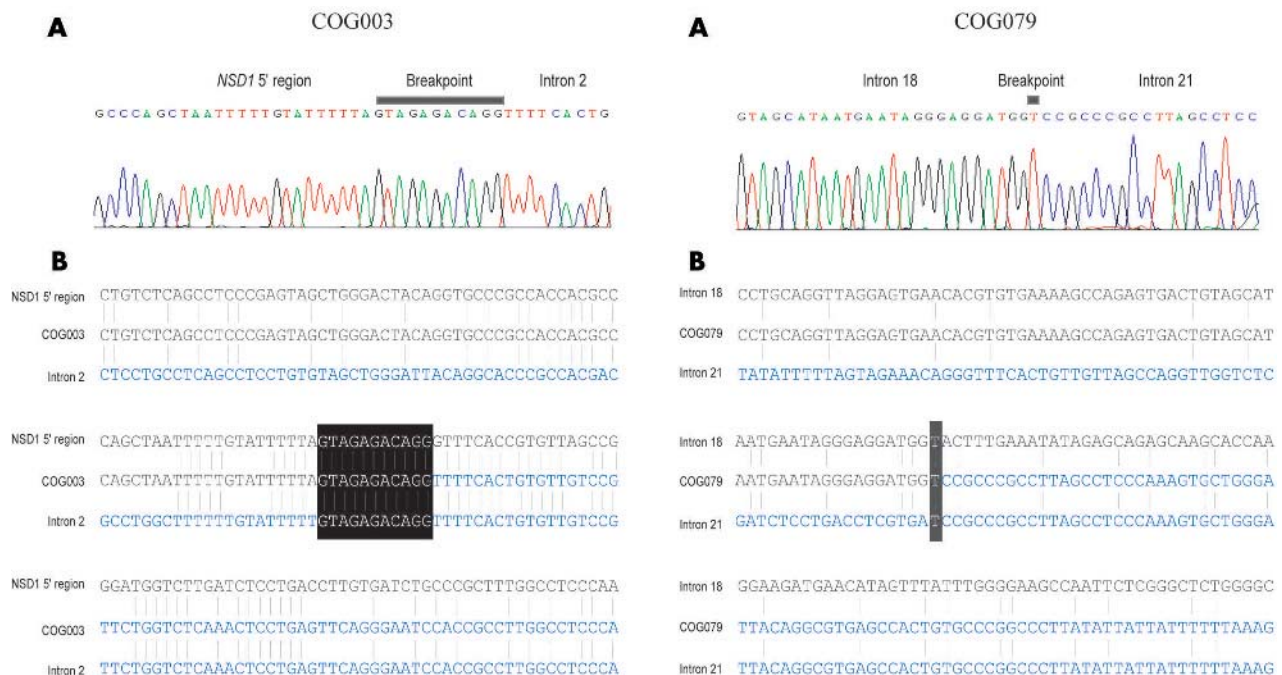 COG003
A
NSD1 5' region Breakpoint Intron 2
GCCCAGCTAATTTTTGTATTTTTAGTAGAGACAGGTTTTCACTG
B
NSD1 5' region CTGTCTCAGCCTCCCGAGTAGCTGGGACTACAGGTGCCCGCCACCACGCC
COG003 CTGTCTCAGCCTCCCGAGTAGCTGGGACTACAGGTGCCCGCCACCACGCC
Intron 2 CTCCTGCCTCAGCCTCCTGTGTAGCTGGGATTACAGGCACCCGCCACGAC
NSD1 5' region CAGCTAATTTTTGTATTTTTAGTAGAGACAGGGTTTCACCGTGTTAGCCG
COG003 CAGCTAATTTTTGTATTTTTAGTAGAGACAGGTTTTCACTGTGTTGTCCG
Intron 2 GCCTGGCTTTTTTGTATTTTTGTAGAGACAGGTTTTCACTGTGTTGTCCG
NSD1 5' region GGATGGTCTTGATCTCCTGACCTTGTGATCTGCCCGCTTTGGCCTCCCAA
COG003 TTCTGGTCTCAAACTCCTGAGTTCAGGGAATCCACCGCCTTGGCCTCCCA
Intron 2 TTCTGGTCTCAAACTCCTGAGTTCAGGGAATCCACCGCCTTGGCCTCCCA
COG079
A
Intron 18 Breakpoint Intron 21
GTAGCATAATGAATAGGGAGGATGGTCCGCCCGCCTTAGCCTCC
B
Intron 18 CCTGCAGGTTAGGAGTGAACACGTGTGAAAAGCCAGAGTGACTGTAGCAT
COG079 CCTGCAGGTTAGGAGTGAACACGTGTGAAAAGCCAGAGTGACTGTAGCAT
Intron 21 TATATTTTTAGTAGAAACAGGGTTTCACTGTTGTTAGCCAGGTTGGTCTC
Intron 18 AATGAATAGGGAGGATGGTACTTTGAAATATAGAGCAGAGCAAGCACCAA
COG079 AATGAATAGGGAGGATGGTCCGCCCGCCTTAGCCTCCCAAAGTGCTGGGA
Intron 21 GATCTCCTGACCTCGTGATCCGCCCGCCTTAGCCTCCCAAAGTGCTGGGA
Intron 18 GGAAGATGAACATAGTTTATTTGGGGAAGCCAATTCTCGGGCTCTGGGGC
COG079 TTACAGGCGTGAGCCACTGTGCCCGGCCCTTATATTATTATTTTTTAAAG
Intron 21 TTACAGGCGTGAGCCACTGTGCCCGGCCCTTATATTATTATTTTTTAAAG